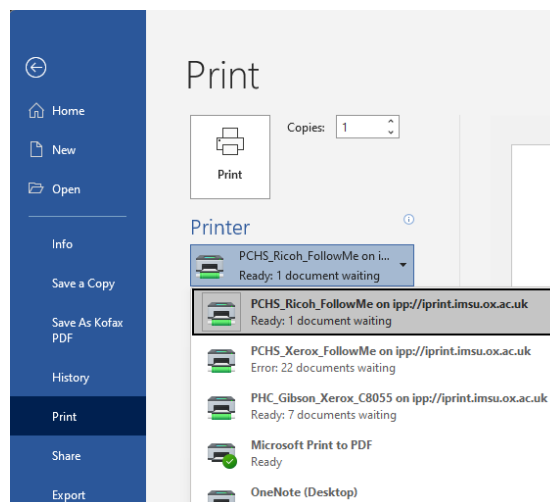 Print
Home
New
Open
Info
Save a Copy
Save As Kofax
PDF
History
Print
Share
Export
Copies: 1
Print
Printer
PCHS_Ricoh_FollowMe on i...
Ready: 1 document waiting
PCHS_Ricoh_FollowMe on ipp://iprint.imsu.ox.ac.uk
Ready: 1 document waiting
PCHS_Xerox_FollowMe on ipp://iprint.imsu.ox.ac.uk
Error: 22 documents waiting
PHC_Gibson_Xerox_C8055 on ipp://iprint.imsu.ox.ac.uk
Ready: 7 documents waiting
Microsoft Print to PDF
Ready
OneNote (Desktop)